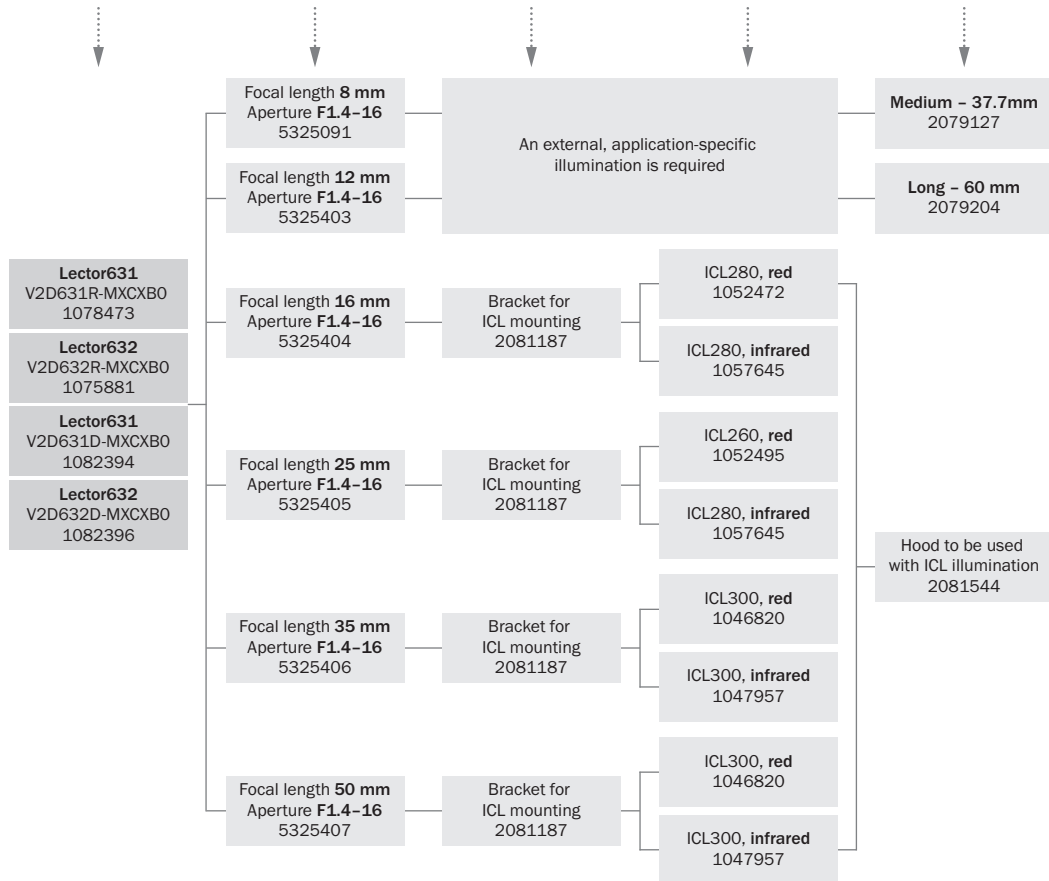 Focal length 8 mm
Aperture F1.4–16
5325091
An external, application-specific
illumination is required
Medium – 37.7mm
2079127
Focal length 12 mm
Aperture F1.4–16
5325403
Long – 60 mm
2079204
Lector631
V2D631R-MXCXB0
1078473
Lector632
V2D632R-MXCXB0
1075881
Lector631
V2D631D-MXCXB0
1082394
Lector632
V2D632D-MXCXB0
1082396
Focal length 16 mm
Aperture F1.4–16
5325404
Bracket for
ICL mounting
2081187
ICL280, red
1052472
ICL280, infrared
1057645
Focal length 25 mm
Aperture F1.4–16
5325405
Bracket for
ICL mounting
2081187
ICL260, red
1052495
ICL280, infrared
1057645
Focal length 35 mm
Aperture F1.4–16
5325406
Bracket for
ICL mounting
2081187
ICL300, red
1046820
ICL300, infrared
1047957
Focal length 50 mm
Aperture F1.4–16
5325407
Bracket for
ICL mounting
2081187
ICL300, red
1046820
ICL300, infrared
1047957
Hood to be used
with ICL illumination
2081544